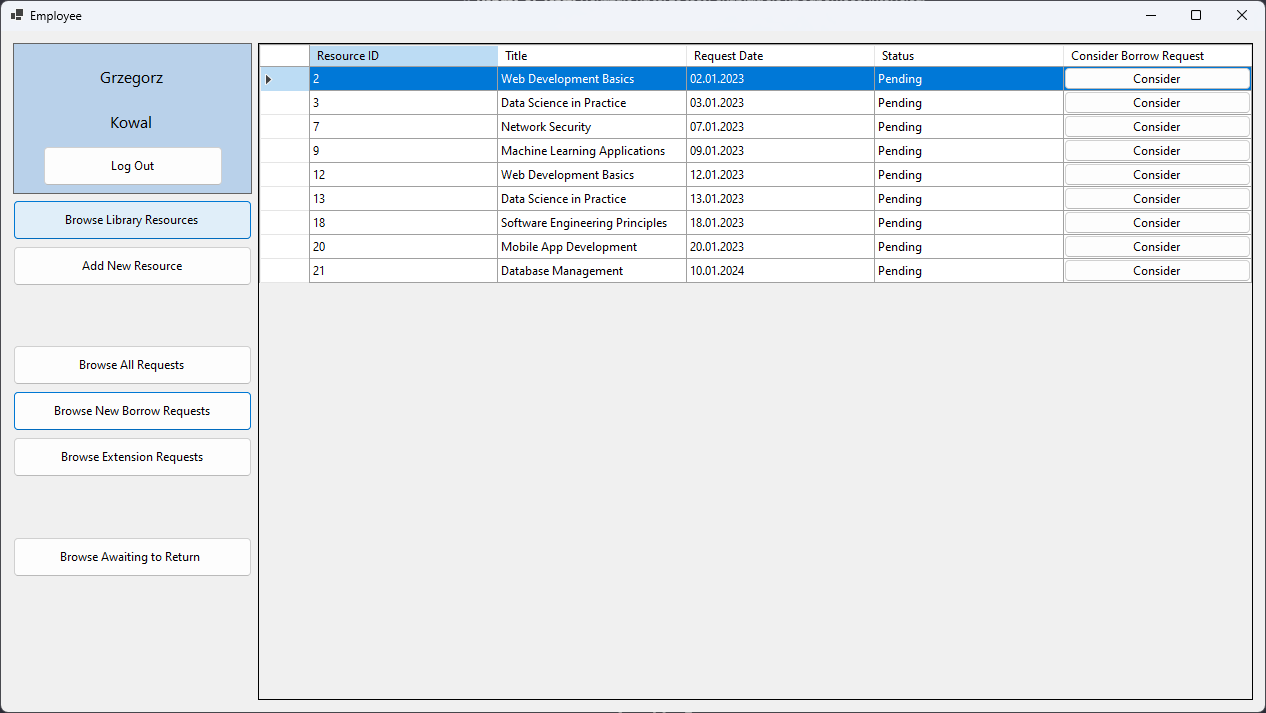 Employee
Grzegorz
Kowal
Log Out
Browse Library Resources
Add New Resource
Browse All Requests
Browse New Borrow Requests
Browse Extension Requests
Browse Awaiting to Return
Resource ID Title Request Date Status Consider Borrow Request
2 Web Development Basics 02.01.2023 Pending Consider
3 Data Science in Practice 03.01.2023 Pending Consider
7 Network Security 07.01.2023 Pending Consider
9 Machine Learning Applications 09.01.2023 Pending Consider
12 Web Development Basics 12.01.2023 Pending Consider
13 Data Science in Practice 13.01.2023 Pending Consider
18 Software Engineering Principles 18.01.2023 Pending Consider
20 Mobile App Development 20.01.2023 Pending Consider
21 Database Management 10.01.2024 Pending Consider